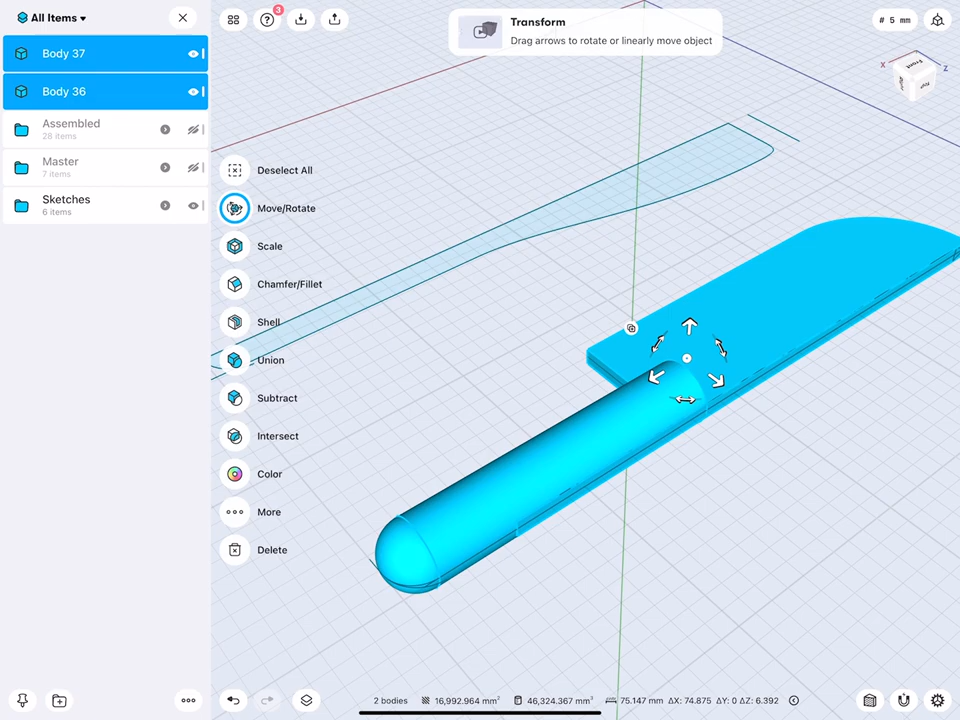 All Items ▾
3
Transform
Drag arrows to rotate or linearly move object
# 5 mm
X
Z
Front
Body 37
Body 36
Assembled
28 items
Master
7 items
Sketches
6 items
Deselect All
Move/Rotate
Scale
Chamfer/Fillet
Shell
Union
Subtract
Intersect
Color
More
Delete
2 bodies 16,992.964 mm² 46,324.367 mm³ 75.147 mm ΔX: 74.875 ΔY: 0 ΔZ: 6.392